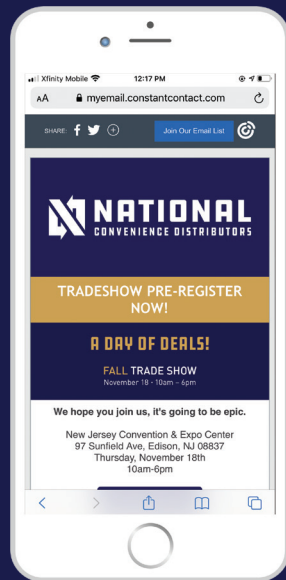 Xfinity Mobile 12:17 PM
AA myemail.constantcontact.com
SHARE: Join Our Email List
NATIONAL
CONVENIENCE DISTRIBUTORS
TRADESHOW PRE-REGISTER
NOW!
A DAY OF DEALS!
FALL TRADE SHOW
November 18 - 10am – 6pm
We hope you join us, it's going to be epic.
New Jersey Convention & Expo Center
97 Sunfield Ave, Edison, NJ 08837
Thursday, November 18th
10am-6pm